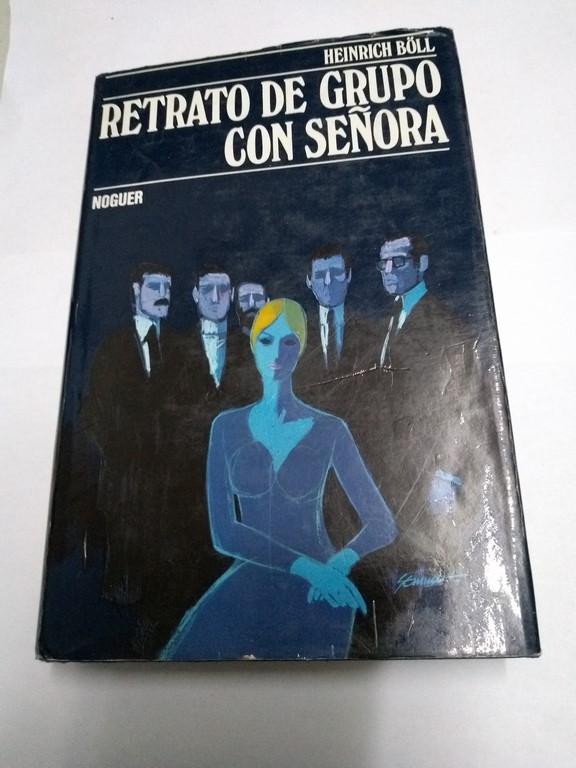 HEINRICH BÖLL
RETRATO DE GRUPO
CON SEÑORA
NOGUER